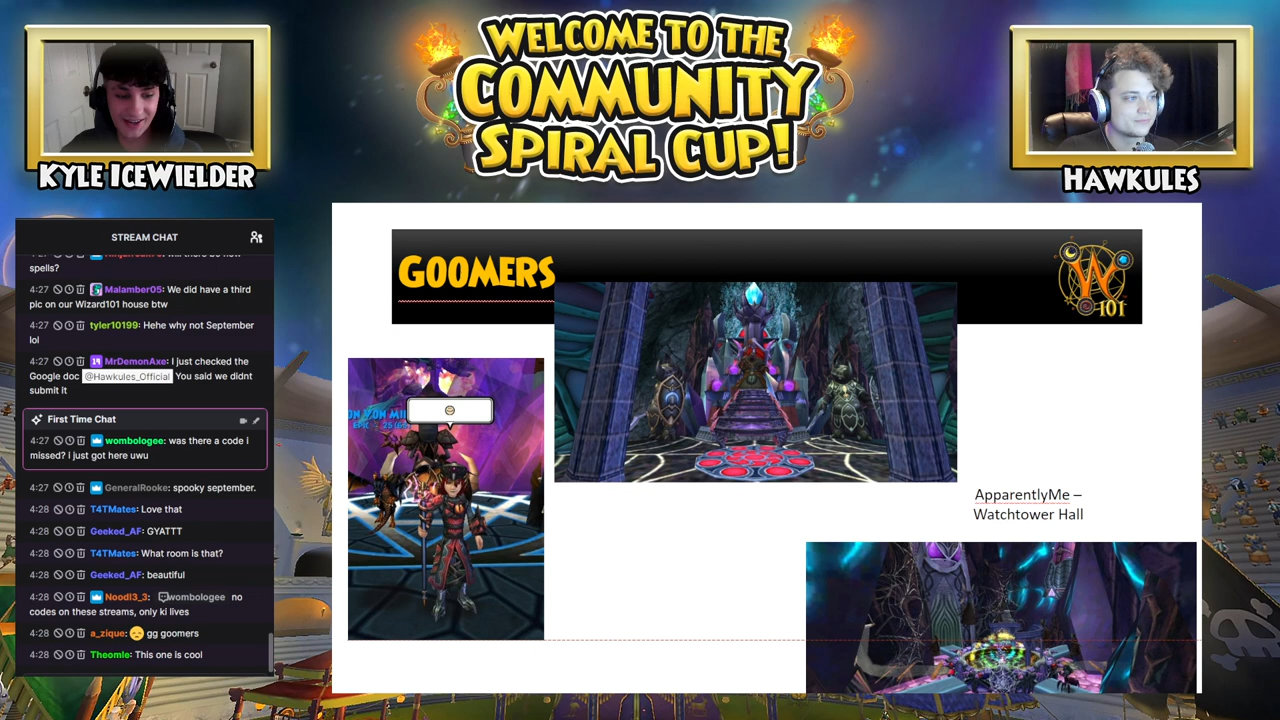 WELCOME TO THE
COMMUNITY
SPIRAL CUP!
KYLE ICEWIELDER
HAWKULES
STREAM CHAT
spells?
4:27 Malamber05: We did have a third
pic on our Wizard101 house btw
4:27 tyler10199: Hehe why not September
lol
4:27 MrDemonAxe: I just checked the
Google doc @Hawkules_Official You said we didnt
submit it
First Time Chat
4:27 wombologee: was there a code i
missed? i just got here uwu
4:27 GeneralRooke: spooky september.
4:28 T4TMates: Love that
4:28 Geeked_AF: GYATTT
4:28 T4TMates: What room is that?
4:28 Geeked_AF: beautiful
4:28 Noodl3_3: wombologee no
codes on these streams, only ki lives
4:28 a_zique: gg goomers
4:28 Theomle: This one is cool
GOOMERS
W
101
ApparentlyMe –
Watchtower Hall